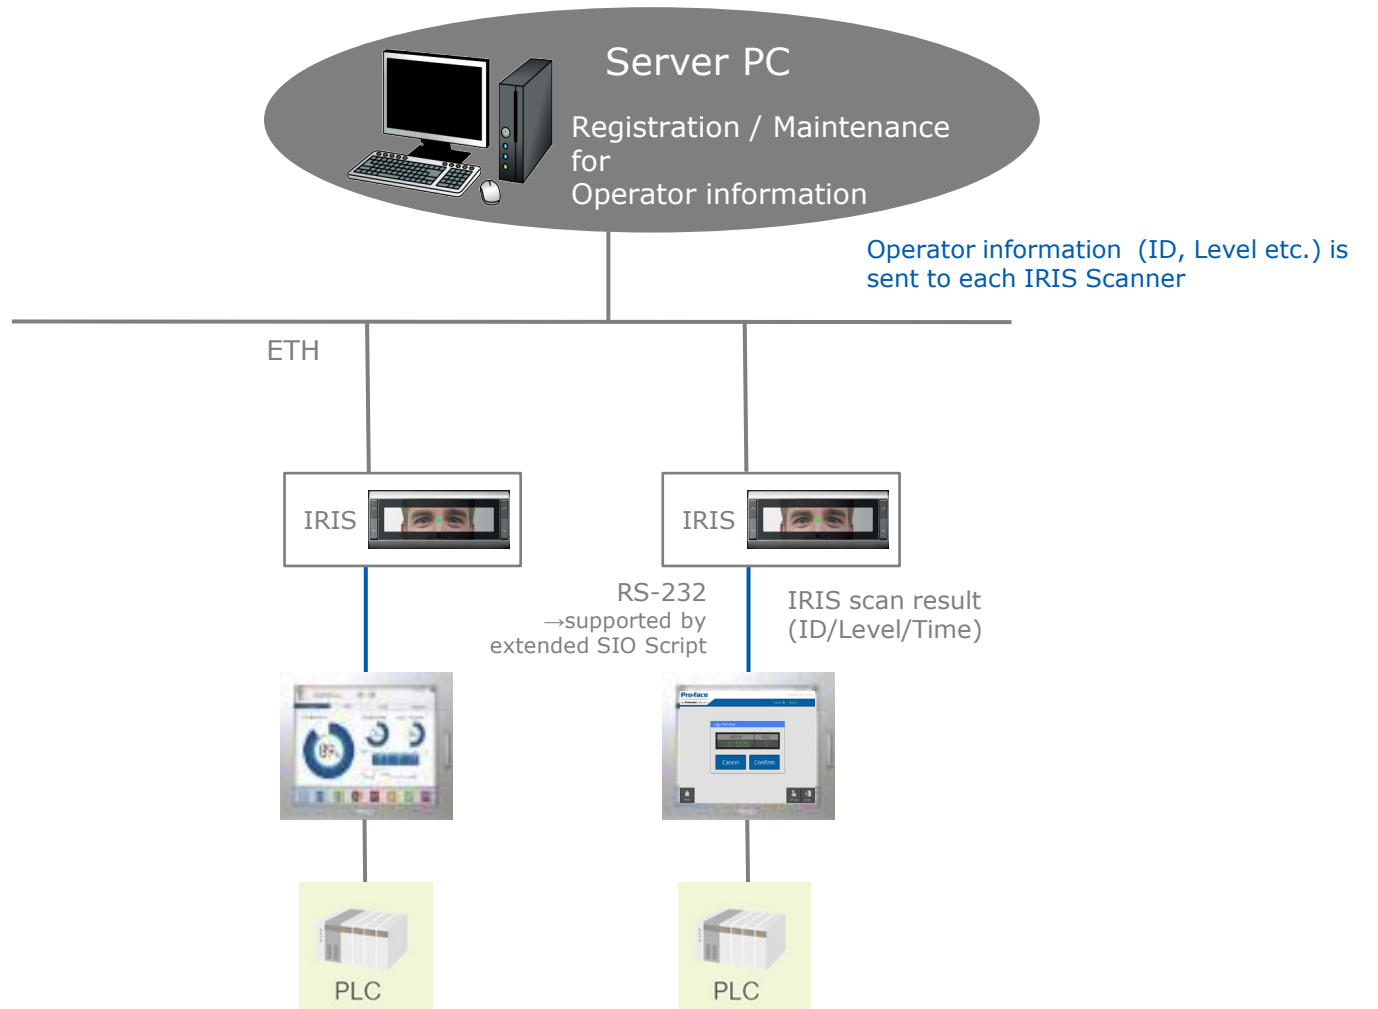 Server PC
Registration / Maintenance
for
Operator information
Operator information (ID, Level etc.) is
sent to each IRIS Scanner
ETH
IRIS
IRIS
RS-232
→supported by
extended SIO Script
IRIS scan result
(ID/Level/Time)
89
Pro-face
Cancel
Confirm
PLC
PLC